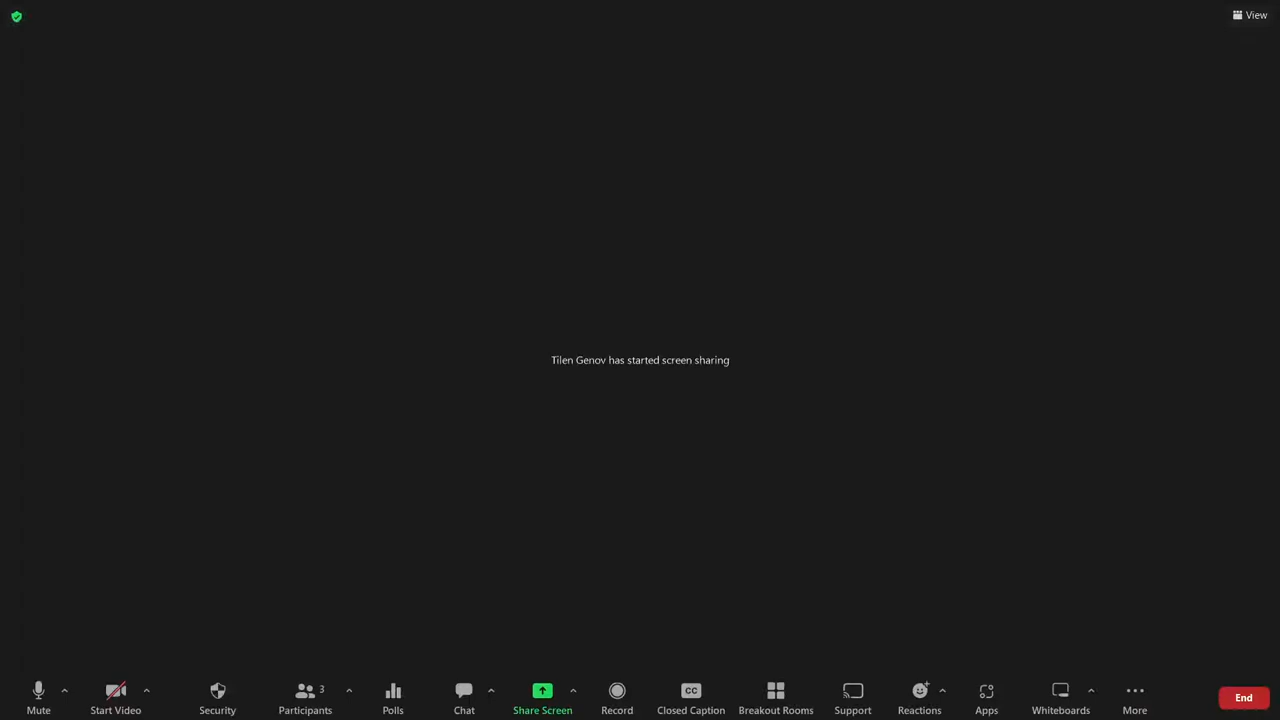 View
Tilen Genov has started screen sharing
3
Mute
Start Video
Security
Participants
Polls
Chat
Share Screen
Record
CC
Closed Caption
Breakout Rooms
Support
Reactions
Apps
Whiteboards
More
End